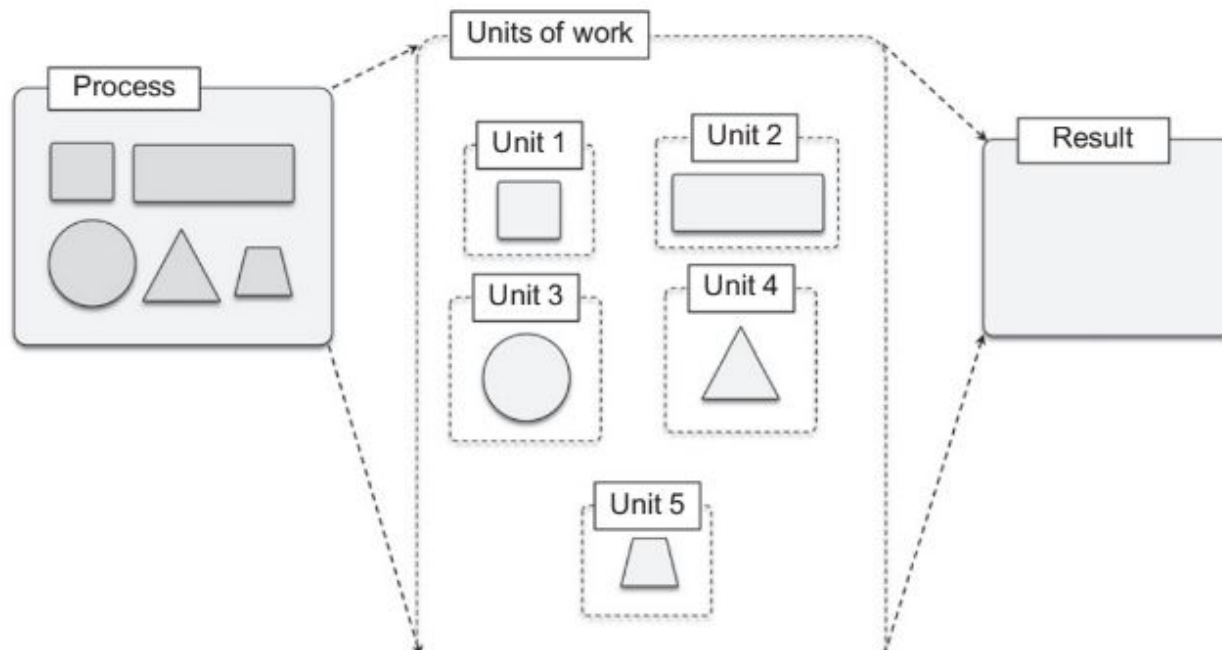 Units of work
Process
Unit 1
Unit 2
Result
Unit 3
Unit 4
Unit 5